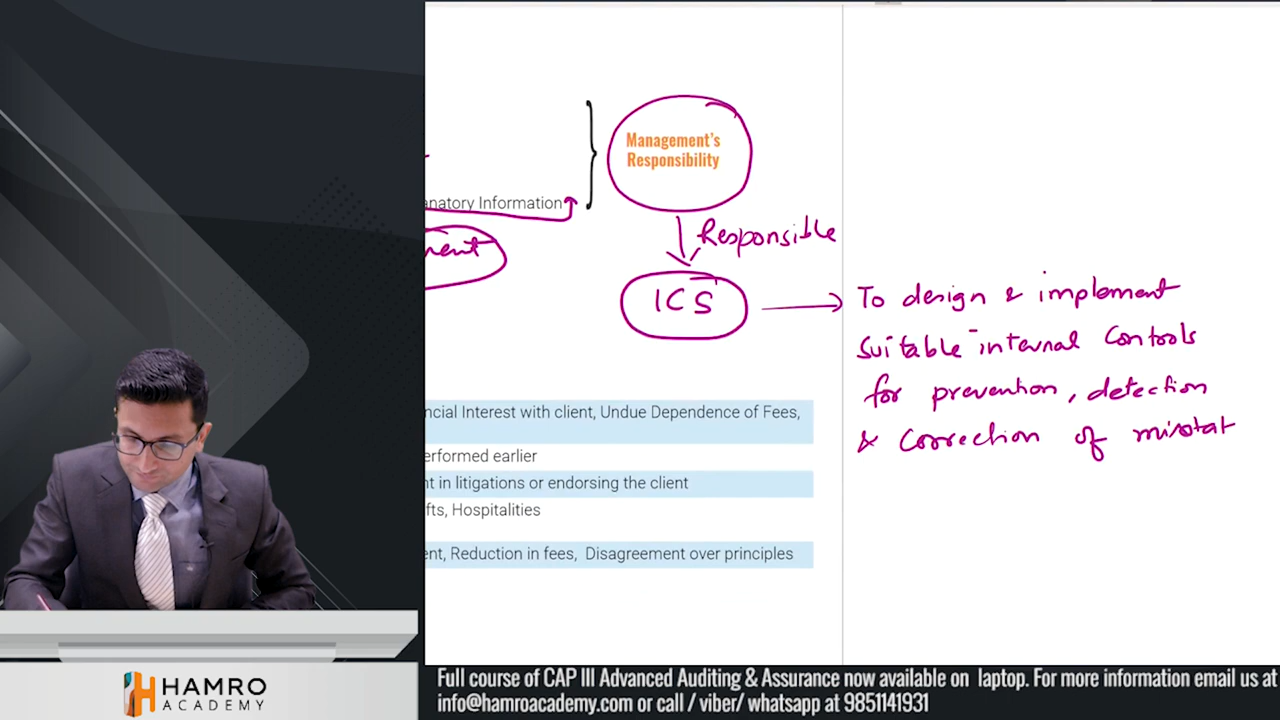 Management's
Responsibility
anatory Information
Responsible
ment
ICS
To design & implement
suitable internal controls
for prevention, detection
& correction of misstat
ncial Interest with client, Undue Dependence of Fees,
erformed earlier
nt in litigations or endorsing the client
fts, Hospitalities
ent, Reduction in fees, Disagreement over principles
HAMRO
ACADEMY
Full course of CAP III Advanced Auditing & Assurance now available on laptop. For more information email us at
info@hamroacademy.com or call / viber/ whatsapp at 9851141931